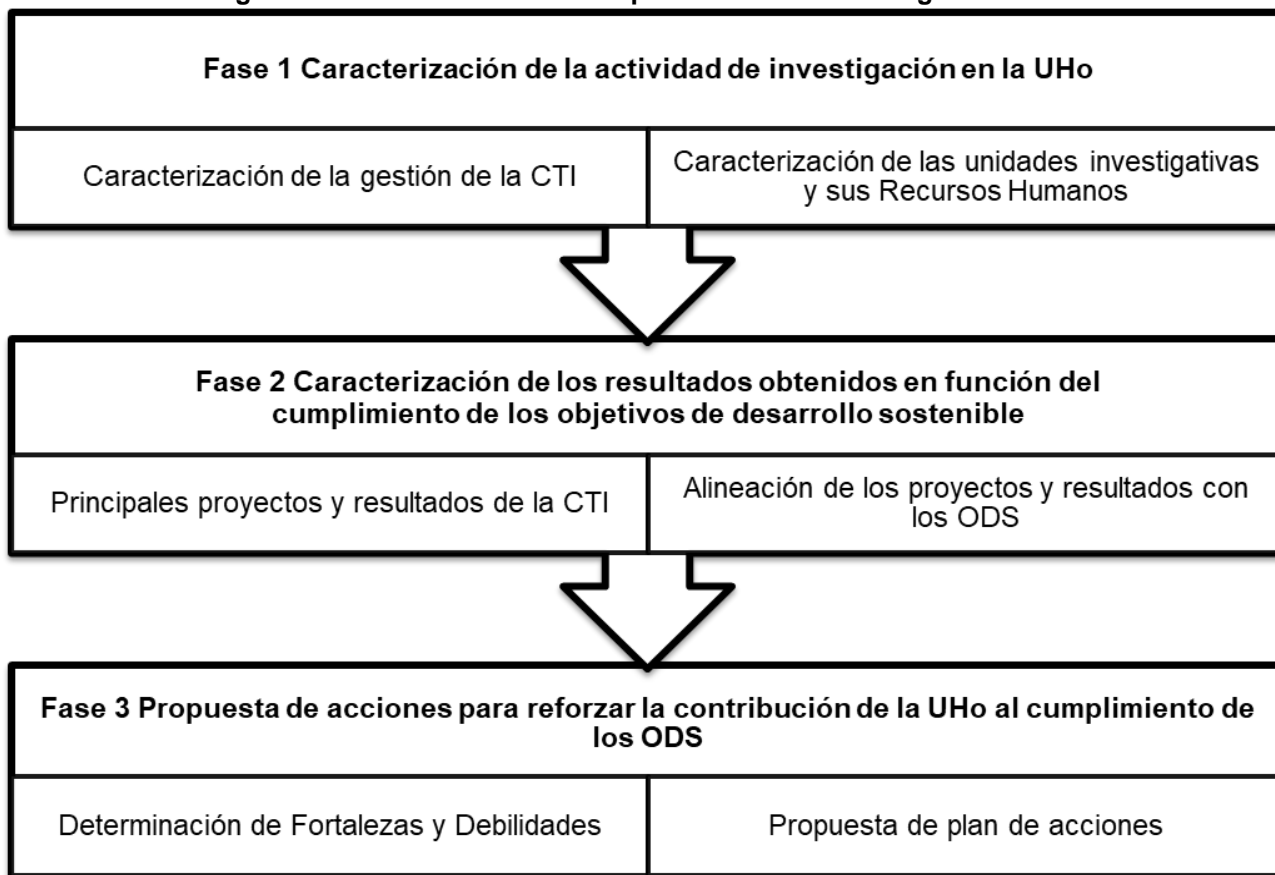 Fase 1 Caracterización de la actividad de investigación en la UHo
Caracterización de la gestión de la CTI
Caracterización de las unidades investigativas
y sus Recursos Humanos
Fase 2 Caracterización de los resultados obtenidos en función del
cumplimiento de los objetivos de desarrollo sostenible
Principales proyectos y resultados de la CTI
Alineación de los proyectos y resultados con
los ODS
Fase 3 Propuesta de acciones para reforzar la contribución de la UHo al cumplimiento de
los ODS
Determinación de Fortalezas y Debilidades
Propuesta de plan de acciones